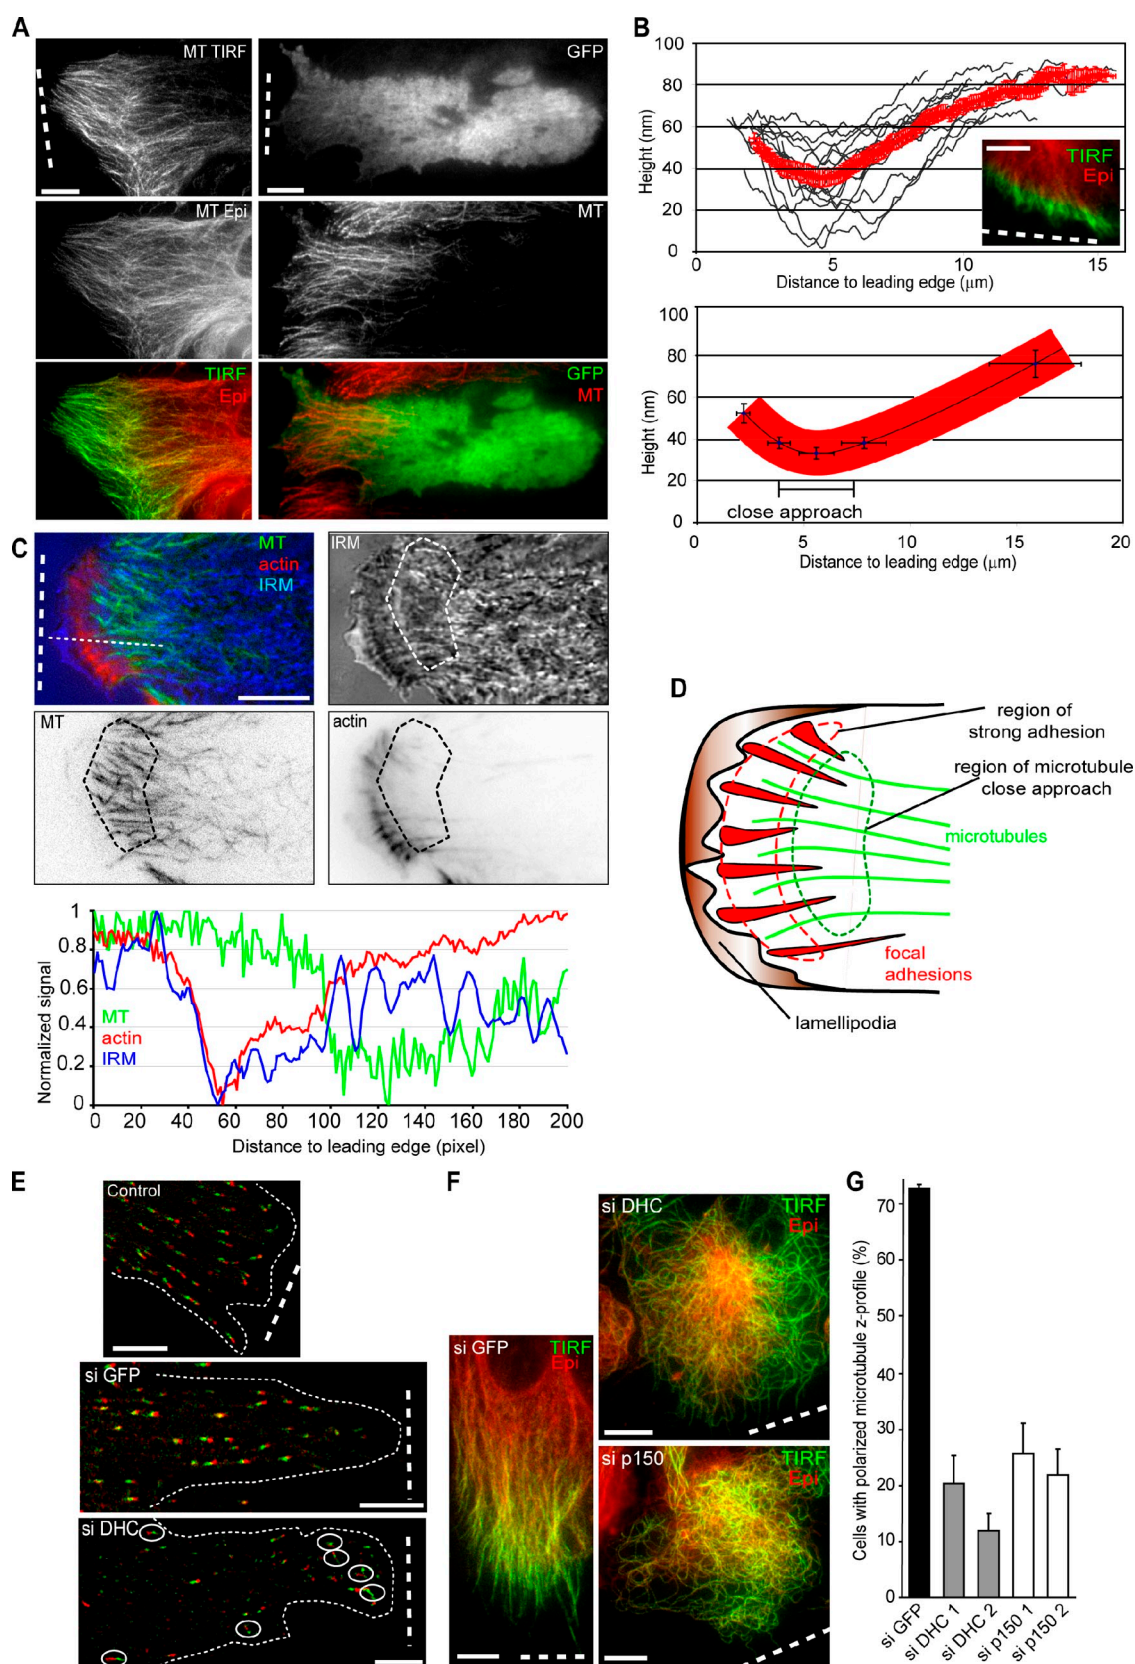 A
MT TIRF
GFP
MT Epi
MT
TIRF
Epi
GFP
MT
B
Height (nm)
100
80
60
40
20
0
TIRF
Epi
0
5
10
15
Distance to leading edge (μm)
Height (nm)
100
80
60
40
20
0
close approach
0
5
10
15
20
Distance to leading edge (μm)
C
MT
actin
IRM
IRM
MT
actin
Normalized signal
1
0.8
0.6
0.4
0.2
0
MT
actin
IRM
0 20 40 60 80 100 120 140 160 180 200
Distance to leading edge (pixel)
D
region of
strong adhesion
region of microtubule
close approach
microtubules
focal
adhesions
lamellipodia
E
Control
si GFP
si DHC
F
si GFP
TIRF
Epi
si DHC
TIRF
Epi
si p150
TIRF
Epi
G
Cells with polarized microtubule z-profile (%)
70
60
50
40
30
20
10
0
si GFP
si DHC 1
si DHC 2
si p150 1
si p150 2